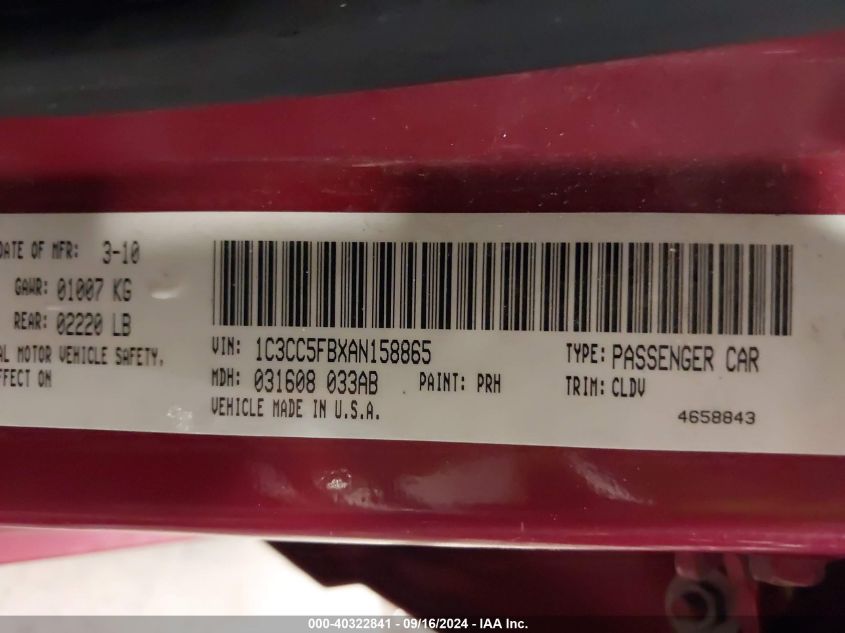 DATE OF MFR: 3-10
GAWR: 01007 KG
REAR: 02220 LB
AL MOTOR VEHICLE SAFETY,
EFFECT ON
VIN: 1C3CC5FBXAN158865
TYPE: PASSENGER CAR
MDH: 031608 033AB
PAINT: PRH
TRIM: CLDV
VEHICLE MADE IN U.S.A.
4658843
000-40322841 - 09/16/2024 - IAA Inc.